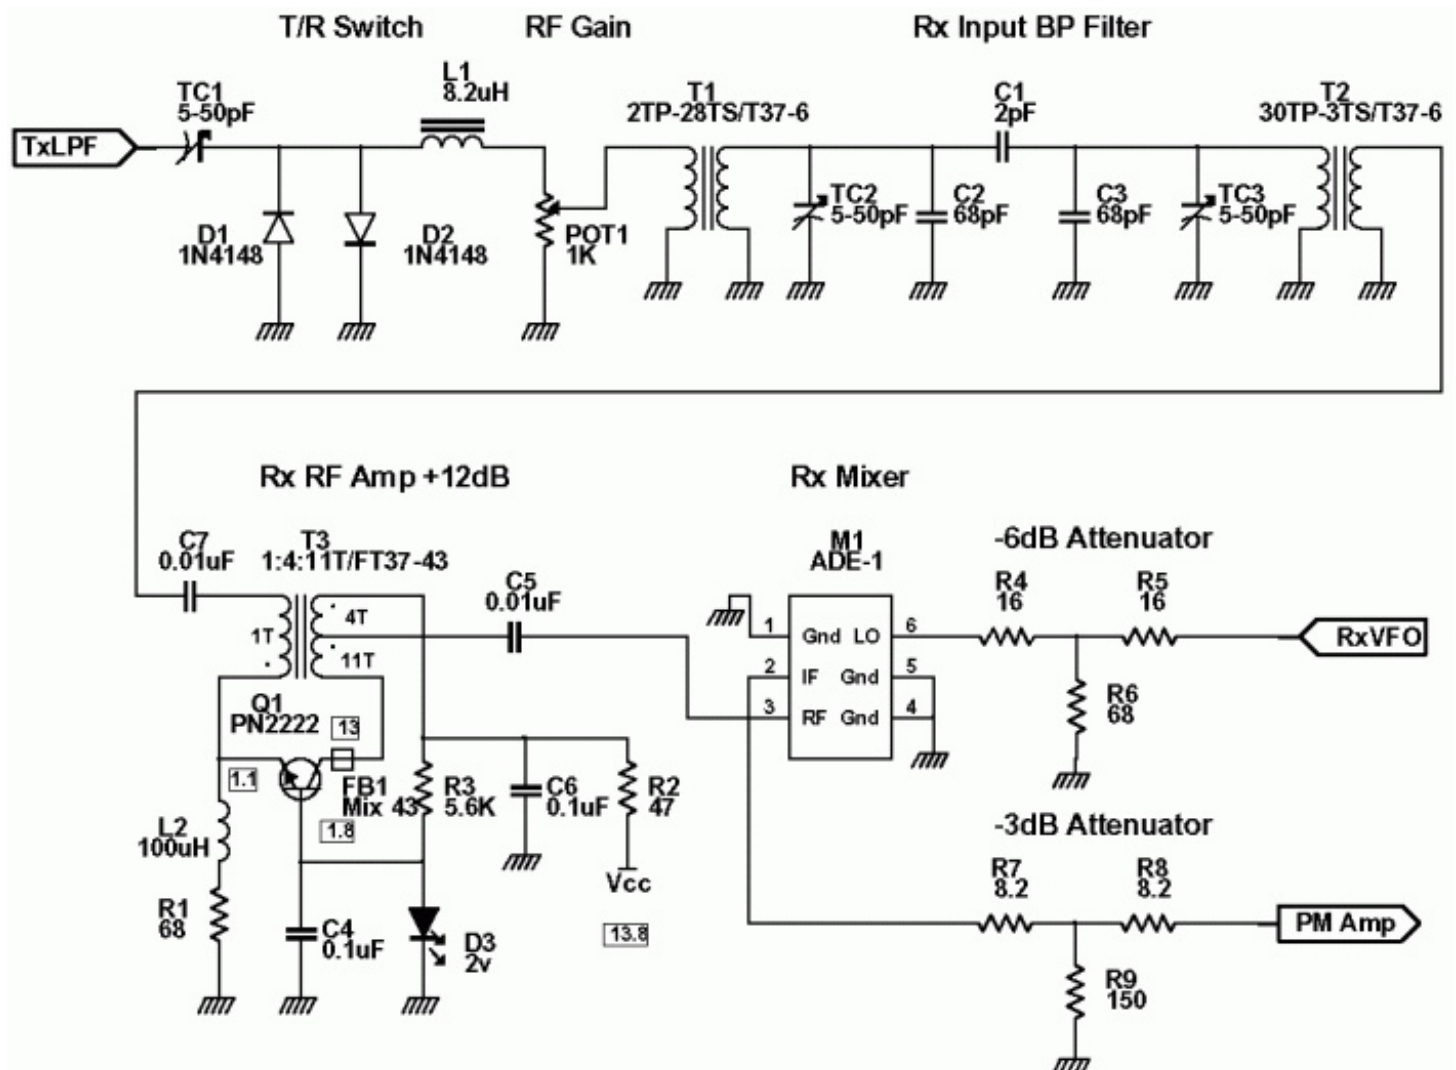 T/R Switch
RF Gain
Rx Input BP Filter
TC1
5-50pF
L1
8.2uH
T1
2TP-28TS/T37-6
C1
2pF
T2
30TP-3TS/T37-6
TxLPF
D1
1N4148
D2
1N4148
POT1
1K
TC2
5-50pF
C2
68pF
C3
68pF
TC3
5-50pF
Rx RF Amp +12dB
Rx Mixer
C7
0.01uF
T3
1:4:11T/FT37-43
C5
0.01uF
M1
ADE-1
-6dB Attenuator
R4
16
R5
16
1T
4T
11T
1
Gnd
LO
6
2
IF
Gnd
5
3
RF
Gnd
4
RxVFO
R6
68
Q1
PN2222
13
1.1
FB1
Mix 43
1.8
R3
5.6K
C6
0.1uF
R2
47
Vcc
13.8
L2
100uH
R1
68
C4
0.1uF
D3
2v
-3dB Attenuator
R7
8.2
R8
8.2
PM Amp
R9
150